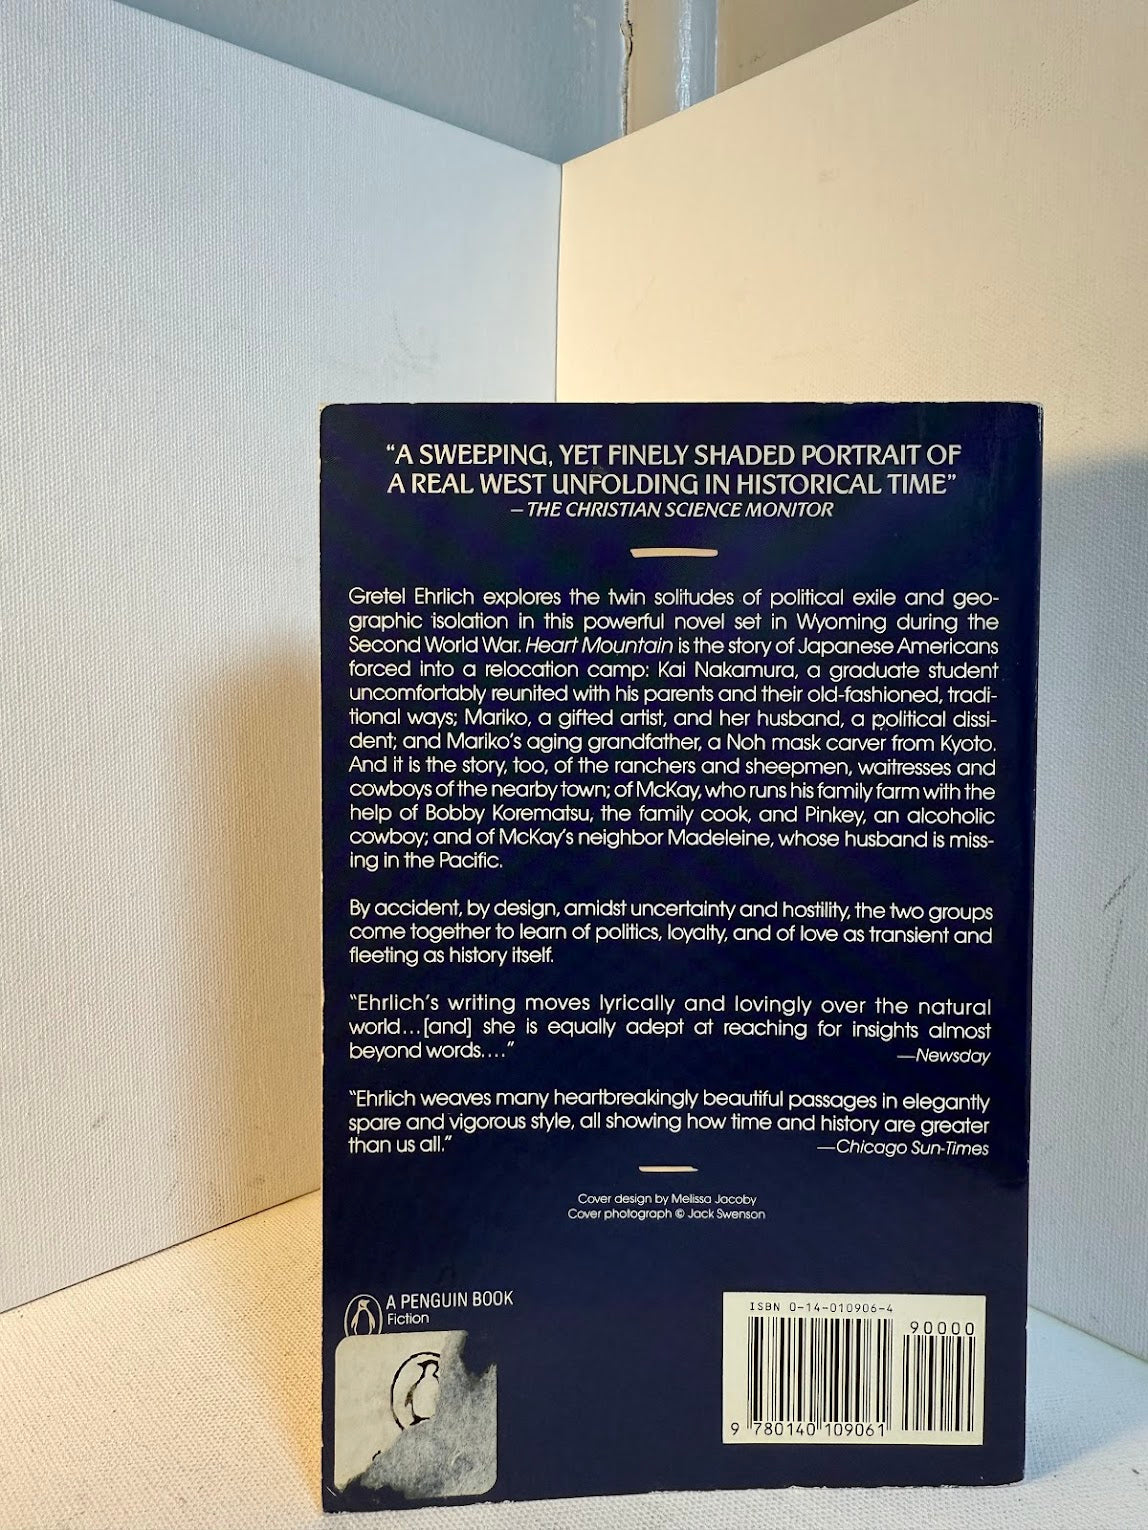 “A SWEEPING, YET FINELY SHADED PORTRAIT OF
A REAL WEST UNFOLDING IN HISTORICAL TIME”
– THE CHRISTIAN SCIENCE MONITOR
Gretel Ehrlich explores the twin solitudes of political exile and geo-
graphic isolation in this powerful novel set in Wyoming during the
Second World War. Heart Mountain is the story of Japanese Americans
forced into a relocation camp: Kai Nakamura, a graduate student
uncomfortably reunited with his parents and their old-fashioned, tradi-
tional ways; Mariko, a gifted artist, and her husband, a political dissi-
dent; and Mariko’s aging grandfather, a Noh mask carver from Kyoto.
And it is the story, too, of the ranchers and sheepmen, waitresses and
cowboys of the nearby town; of McKay, who runs his family farm with the
help of Bobby Korematsu, the family cook, and Pinkey, an alcoholic
cowboy; and of McKay’s neighbor Madeleine, whose husband is miss-
ing in the Pacific.
By accident, by design, amidst uncertainty and hostility, the two groups
come together to learn of politics, loyalty, and of love as transient and
fleeting as history itself.
“Ehrlich’s writing moves lyrically and lovingly over the natural
world…[and] she is equally adept at reaching for insights almost
beyond words….”
—Newsday
“Ehrlich weaves many heartbreakingly beautiful passages in elegantly
spare and vigorous style, all showing how time and history are greater
than us all.”
—Chicago Sun-Times
Cover design by Melissa Jacoby
Cover photograph © Jack Swenson
A PENGUIN BOOK
Fiction
ISBN 0-14-010906-4
90000
9 780140 109061